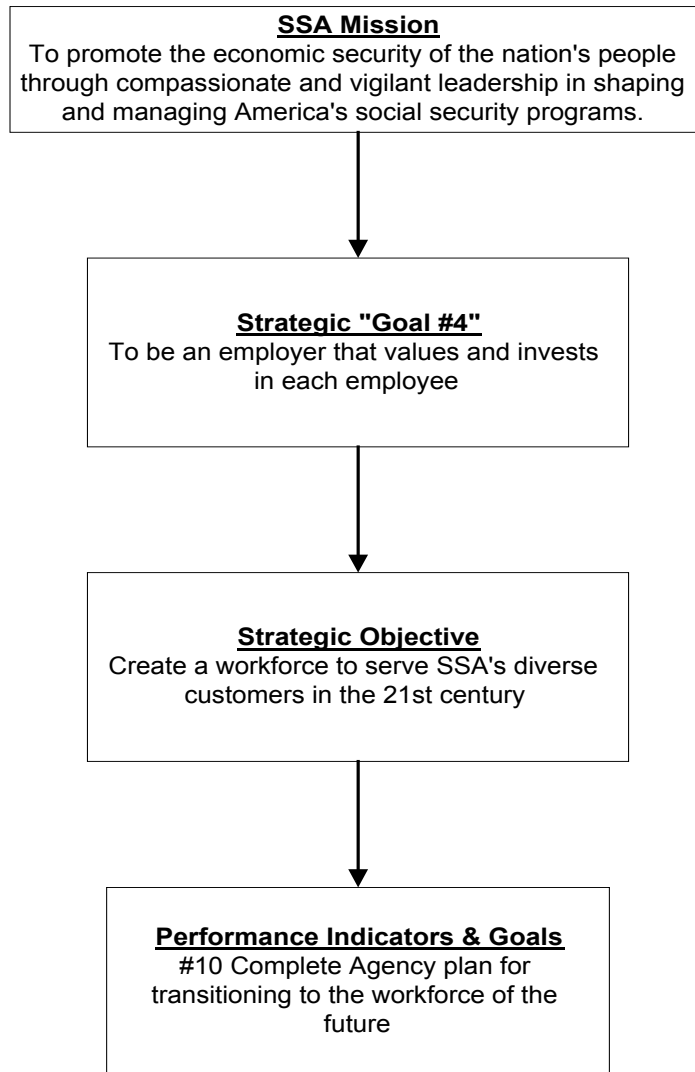 SSA Mission
To promote the economic security of the nation's people
through compassionate and vigilant leadership in shaping
and managing America's social security programs.
Strategic "Goal #4"
To be an employer that values and invests
in each employee
Strategic Objective
Create a workforce to serve SSA's diverse
customers in the 21st century
Performance Indicators & Goals
#10 Complete Agency plan for
transitioning to the workforce of the
future